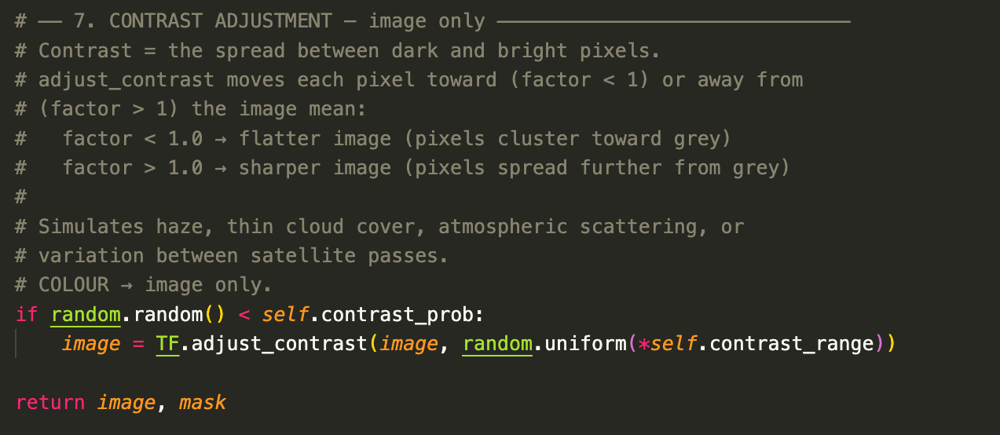 # —— 7. CONTRAST ADJUSTMENT — image only ——————————————————————————————
# Contrast = the spread between dark and bright pixels.
# adjust_contrast moves each pixel toward (factor < 1) or away from
# (factor > 1) the image mean:
#   factor < 1.0 → flatter image (pixels cluster toward grey)
#   factor > 1.0 → sharper image (pixels spread further from grey)
#
# Simulates haze, thin cloud cover, atmospheric scattering, or
# variation between satellite passes.
# COLOUR → image only.
if random.random() < self.contrast_prob:
    image = TF.adjust_contrast(image, random.uniform(*self.contrast_range))
return image, mask